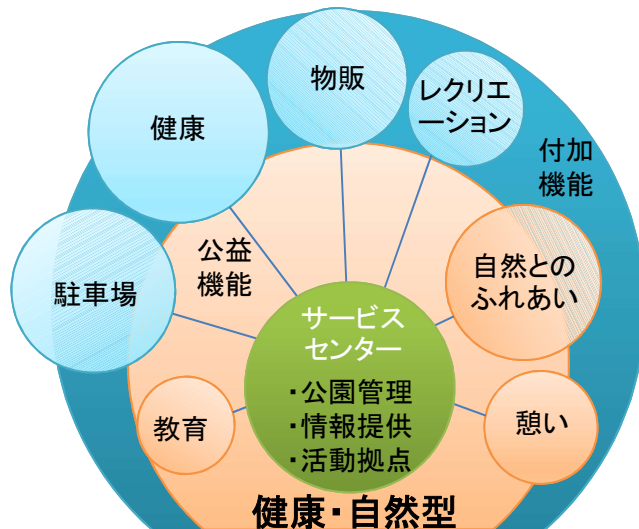 物販
レクリエ
ーション
健康
付加
機能
公益
機能
自然との
ふれあい
駐車場
サービス
センター
・公園管理
・情報提供
・活動拠点
教育
憩い
健康・自然型